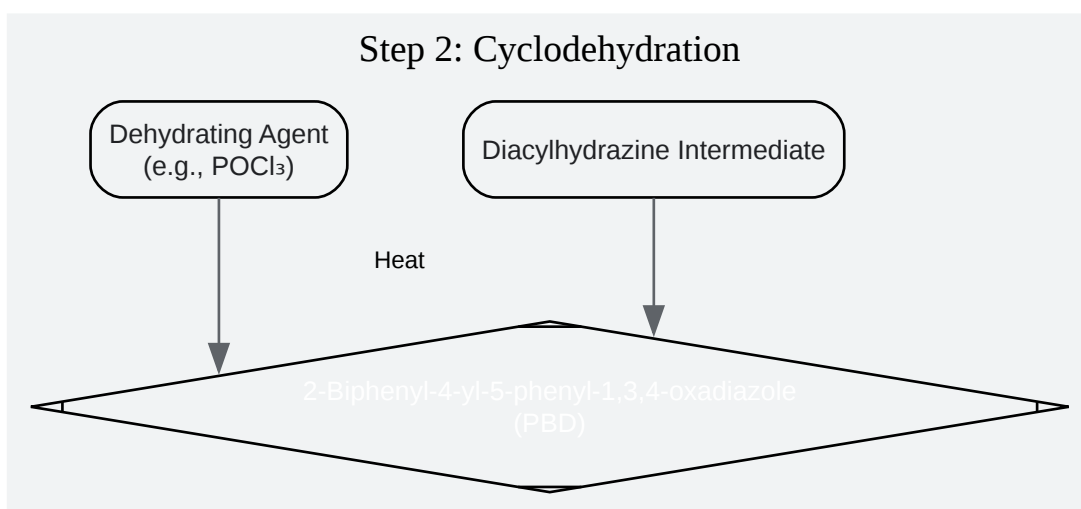 Step 2: Cyclodehydration
Dehydrating Agent
(e.g., POCl₃)
Diacylhydrazine Intermediate
Heat
2-Biphenyl-4-yl-5-phenyl-1,3,4-oxadiazole
(PBD)